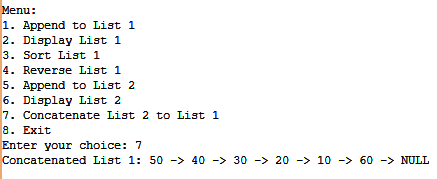 Menu:
1. Append to List 1
2. Display List 1
3. Sort List 1
4. Reverse List 1
5. Append to List 2
6. Display List 2
7. Concatenate List 2 to List 1
8. Exit
Enter your choice: 7
Concatenated List 1: 50 -> 40 -> 30 -> 20 -> 10 -> 60 -> NULL